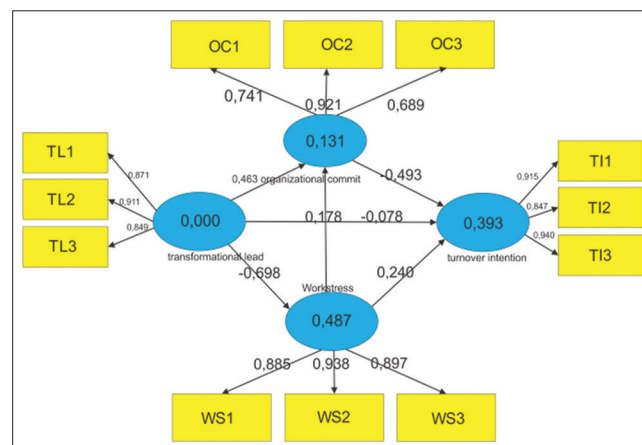 OC1
OC2
OC3
0,741
0,921
0,689
0,131
TL1
TL2
TL3
0,871
0,911
0,849
0,463 organizational commit
-0,493
TI1
TI2
TI3
0,915
0,847
0,940
0,000
0,178
-0,078
0,393
transformational lead
turnover intention
-0,698
0,240
Workstress
0,487
0,885
0,938
0,897
WS1
WS2
WS3